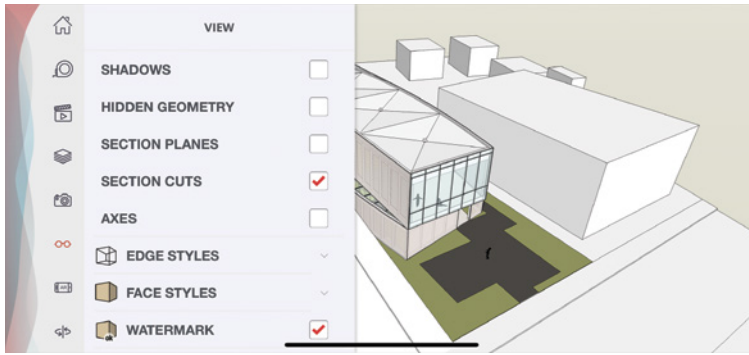 VIEW
SHADOWS
HIDDEN GEOMETRY
SECTION PLANES
SECTION CUTS
AXES
EDGE STYLES
FACE STYLES
WATERMARK